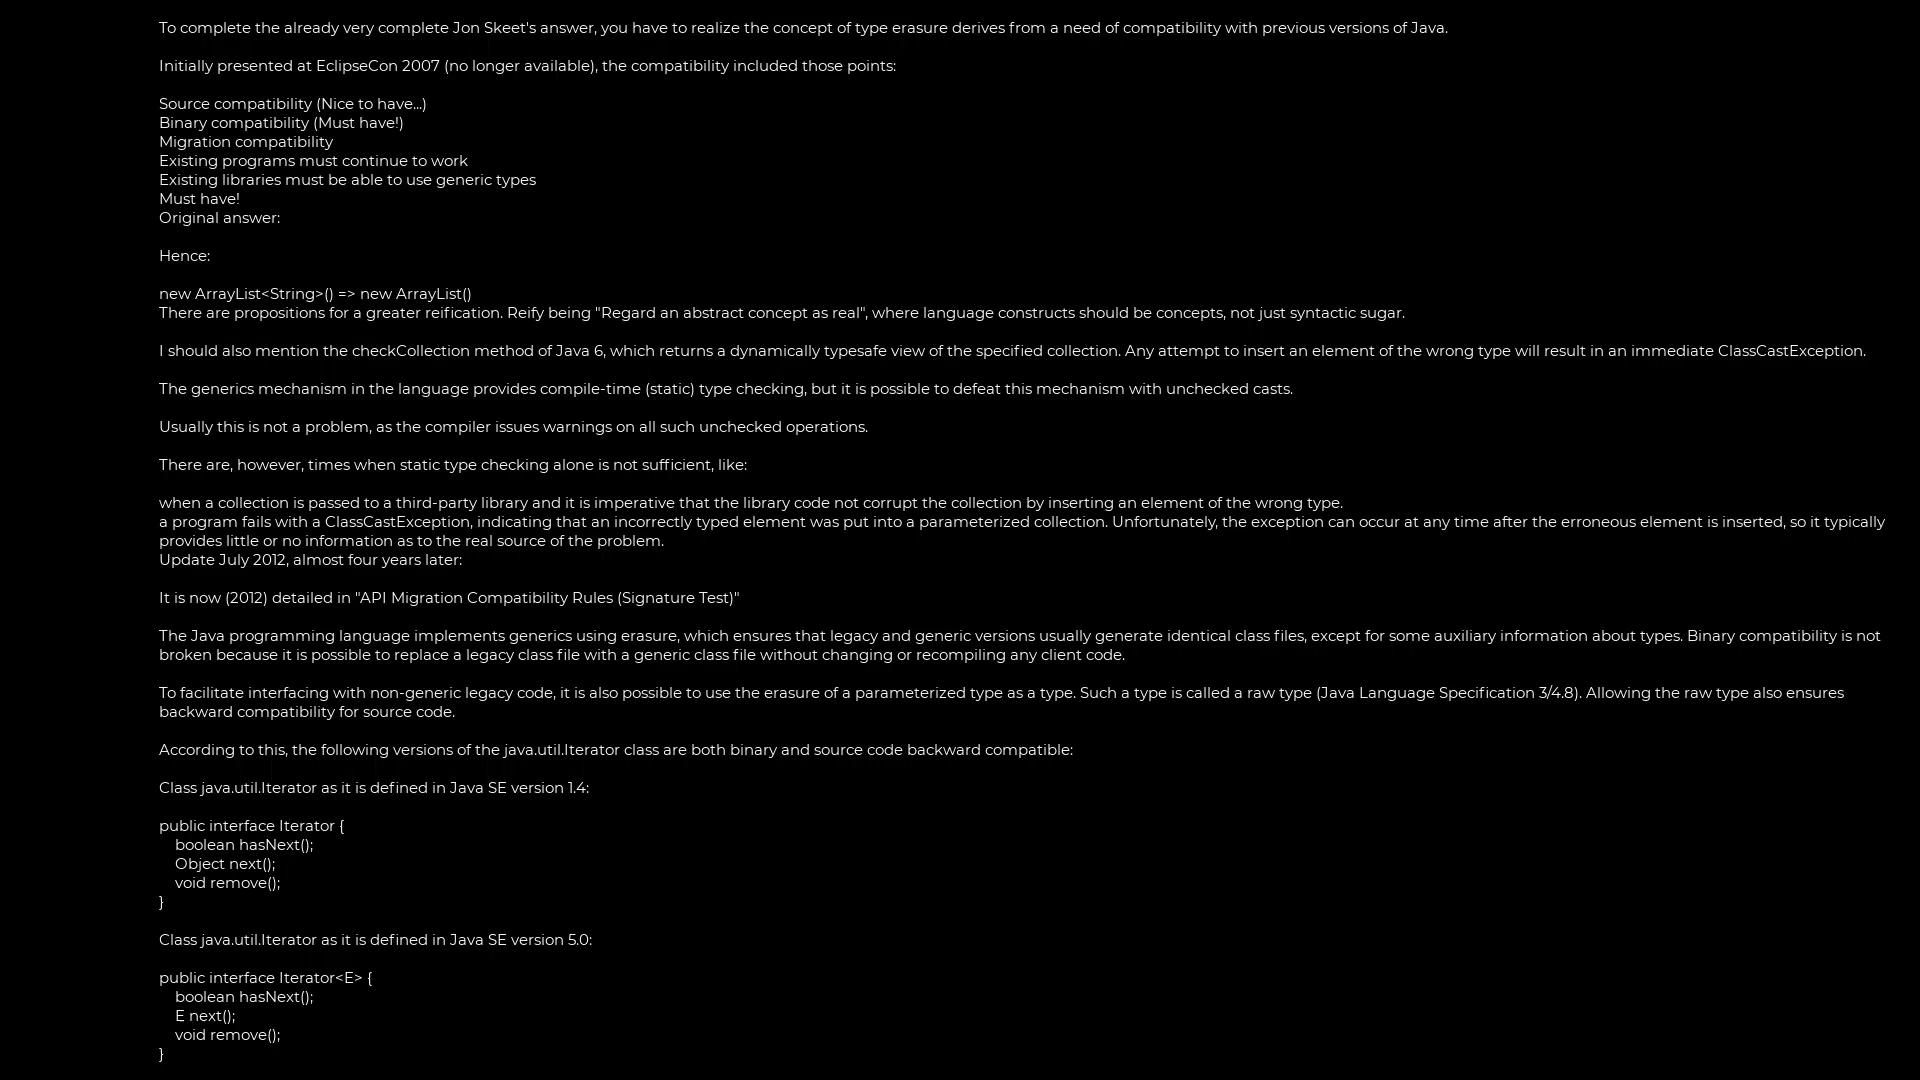 To complete the already very complete Jon Skeet's answer, you have to realize the concept of type erasure derives from a need of compatibility with previous versions of Java.
Initially presented at EclipseCon 2007 (no longer available), the compatibility included those points:
Source compatibility (Nice to have...)
Binary compatibility (Must have!)
Migration compatibility
Existing programs must continue to work
Existing libraries must be able to use generic types
Must have!
Original answer:
Hence:
new ArrayList<String>() => new ArrayList()
There are propositions for a greater reification. Reify being "Regard an abstract concept as real", where language constructs should be concepts, not just syntactic sugar.
I should also mention the checkCollection method of Java 6, which returns a dynamically typesafe view of the specified collection. Any attempt to insert an element of the wrong type will result in an immediate ClassCastException.
The generics mechanism in the language provides compile-time (static) type checking, but it is possible to defeat this mechanism with unchecked casts.
Usually this is not a problem, as the compiler issues warnings on all such unchecked operations.
There are, however, times when static type checking alone is not sufficient, like:
when a collection is passed to a third-party library and it is imperative that the library code not corrupt the collection by inserting an element of the wrong type.
a program fails with a ClassCastException, indicating that an incorrectly typed element was put into a parameterized collection. Unfortunately, the exception can occur at any time after the erroneous element is inserted, so it typically
provides little or no information as to the real source of the problem.
Update July 2012, almost four years later:
It is now (2012) detailed in "API Migration Compatibility Rules (Signature Test)"
The Java programming language implements generics using erasure, which ensures that legacy and generic versions usually generate identical class files, except for some auxiliary information about types. Binary compatibility is not
broken because it is possible to replace a legacy class file with a generic class file without changing or recompiling any client code.
To facilitate interfacing with non-generic legacy code, it is also possible to use the erasure of a parameterized type as a type. Such a type is called a raw type (Java Language Specification 3/4.8). Allowing the raw type also ensures
backward compatibility for source code.
According to this, the following versions of the java.util.Iterator class are both binary and source code backward compatible:
Class java.util.Iterator as it is defined in Java SE version 1.4:
public interface Iterator {
    boolean hasNext();
    Object next();
    void remove();
}
Class java.util.Iterator as it is defined in Java SE version 5.0:
public interface Iterator<E> {
    boolean hasNext();
    E next();
    void remove();
}